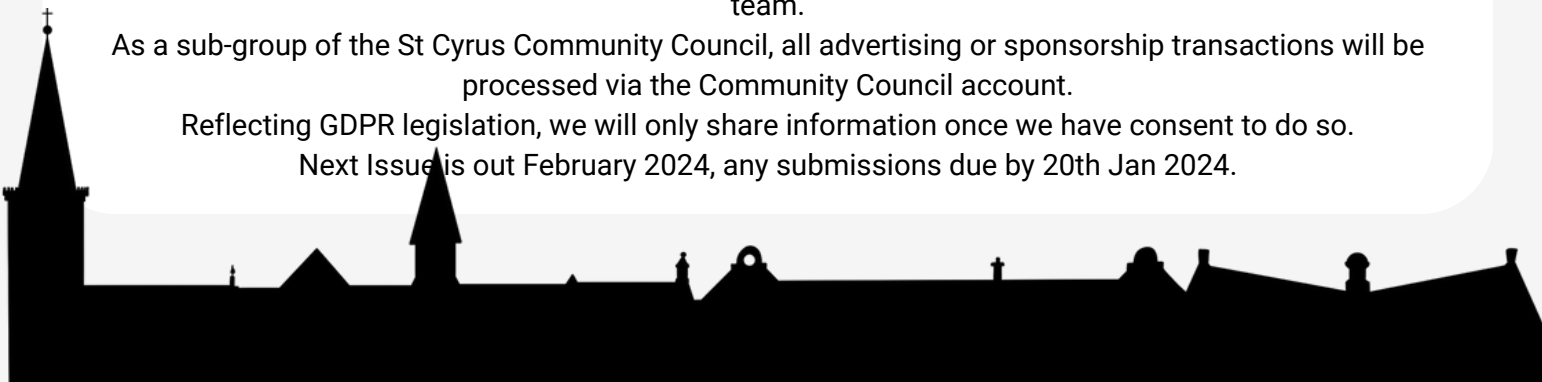 team.
As a sub-group of the St Cyrus Community Council, all advertising or sponsorship transactions will be
processed via the Community Council account.
Reflecting GDPR legislation, we will only share information once we have consent to do so.
Next Issue is out February 2024, any submissions due by 20th Jan 2024.